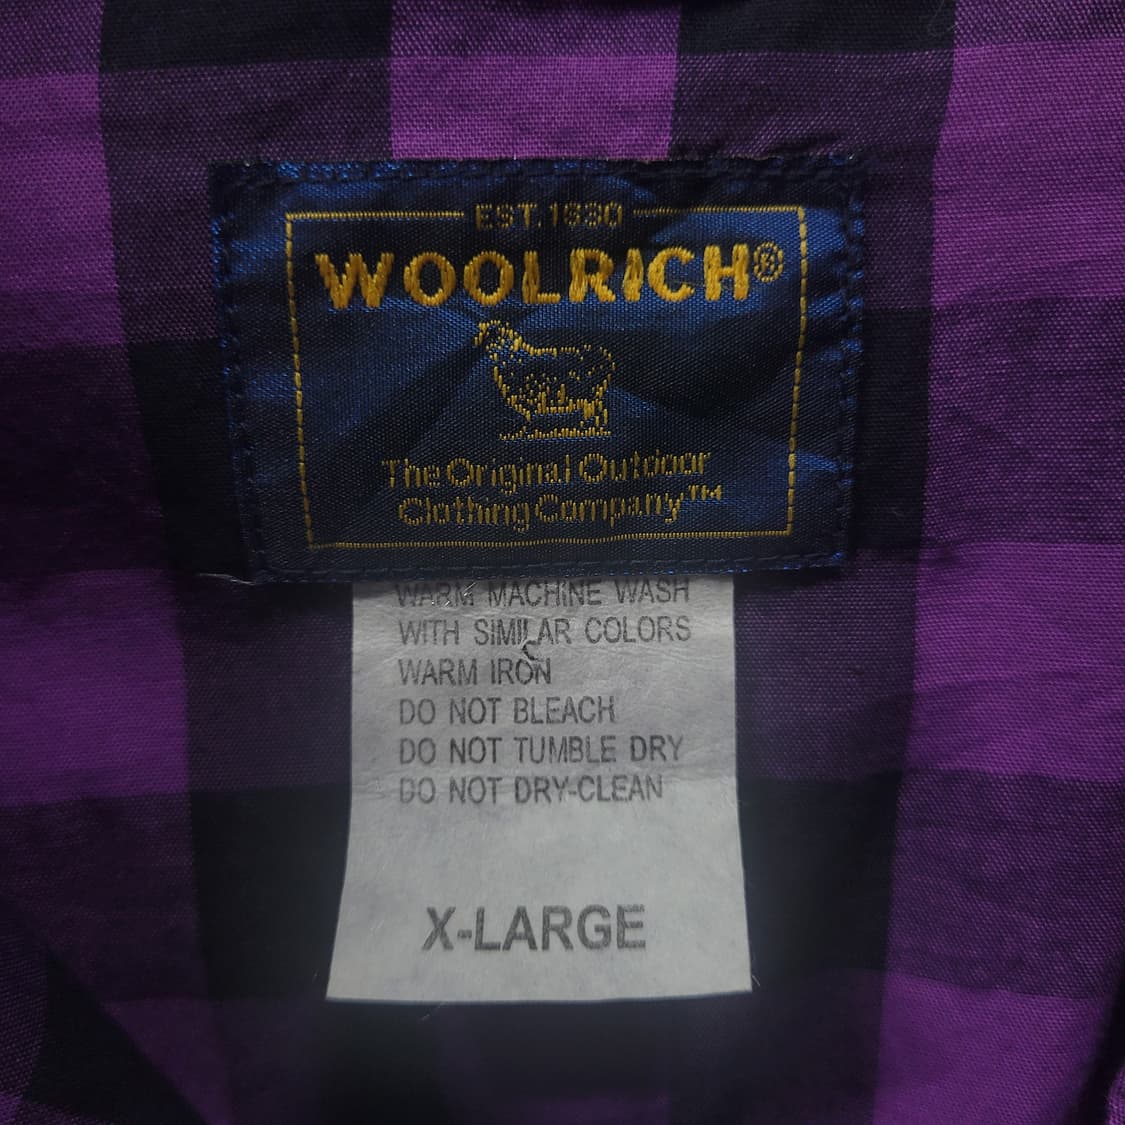 EST. 1830
WOOLRICH®
The Original Outdoor
Clothing Company™
WARM MACHINE WASH
WITH SIMILAR COLORS
WARM IRON
DO NOT BLEACH
DO NOT TUMBLE DRY
DO NOT DRY-CLEAN
X-LARGE